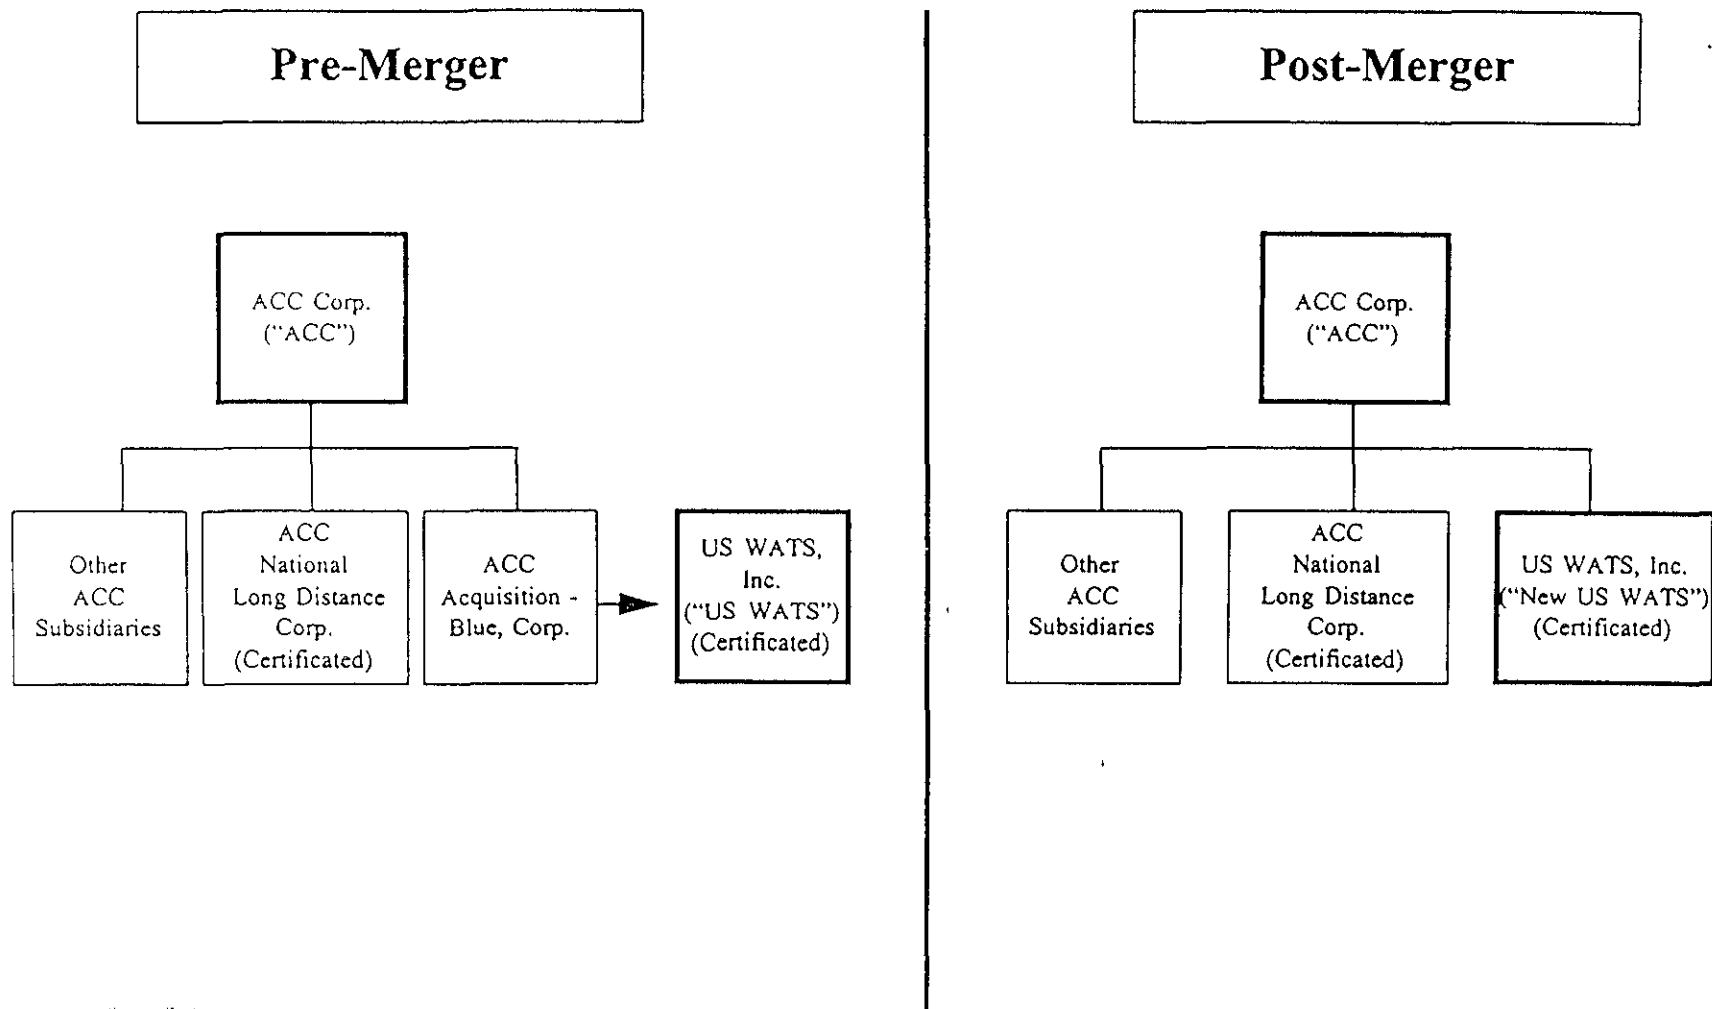 Pre-Merger
ACC Corp.
(“ACC”)
Other
ACC
Subsidiaries
ACC
National
Long Distance
Corp.
(Certificated)
ACC
Acquisition -
Blue, Corp.
US WATS,
Inc.
(“US WATS”)
(Certificated)
Post-Merger
ACC Corp.
(“ACC”)
Other
ACC
Subsidiaries
ACC
National
Long Distance
Corp.
(Certificated)
US WATS, Inc.
(“New US WATS”)
(Certificated)